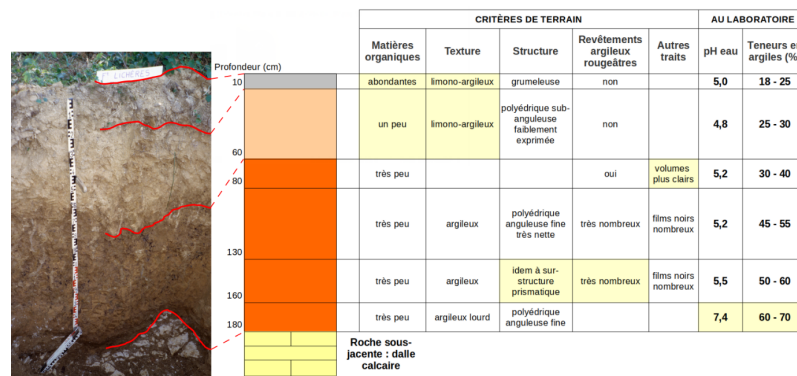 CRITÈRES DE TERRAIN
AU LABORATOIRE
Matières organiques
Texture
Structure
Revêtements argileux rougeâtres
Autres traits
pH eau
Teneurs en argiles (%
Profondeur (cm)
LICHÈRES
10
abondantes
limono-argileux
grumeleuse
non
5,0
18 - 25
un peu
limono-argileux
polyédrique sub-
anguleuse
faiblement
exprimée
non
4,8
25 - 30
60
très peu
oui
volumes
plus clairs
5,2
30 - 40
80
très peu
argileux
polyédrique
anguleuse fine
très nette
très nombreux
films noirs
nombreux
5,2
45 - 55
130
très peu
argileux
idem à sur-
structure
prismatique
très nombreux
films noirs
nombreux
5,5
50 - 60
160
très peu
argileux lourd
polyédrique
anguleuse fine
7,4
60 - 70
180
Roche sous-
jacente : dalle
calcaire